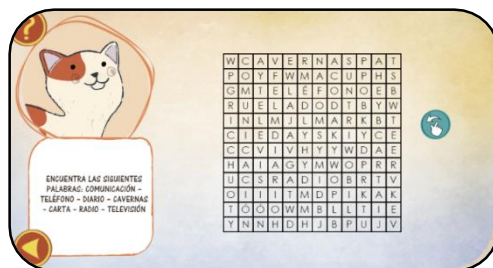 ?
ENCUENTRA LAS SIGUIENTES
PALABRAS: COMUNICACIÓN -
TELÉFONO - DIARIO - CAVERNAS
- CARTA - RADIO - TELEVISIÓN
W C A V E R N A S P A T
P O Y F W M A C U P H S
G M T E L É F O N O E B
R U E L A D O D T B Y W
I N L M J L M A R K B T
C I E D A Y S K I Y C E
C C V I V H Y Y W D A E
H A I A G Y M W O P R R
U C S R A D I O B R T V
O I I I T M D P I K A K
T Ó Ó O W M B L L T I E
Y N N H D H J B P U J V